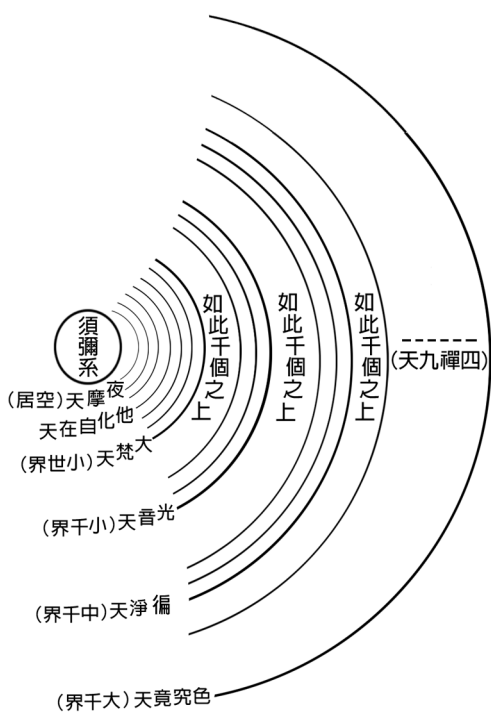 須彌系
如此千個之上
如此千個之上
如此千個之上
(四禪九天)
夜摩天(空居)
他化自在天
大梵天(小世界)
光音天(小千界)
徧淨天(中千界)
色究竟天(大千界)